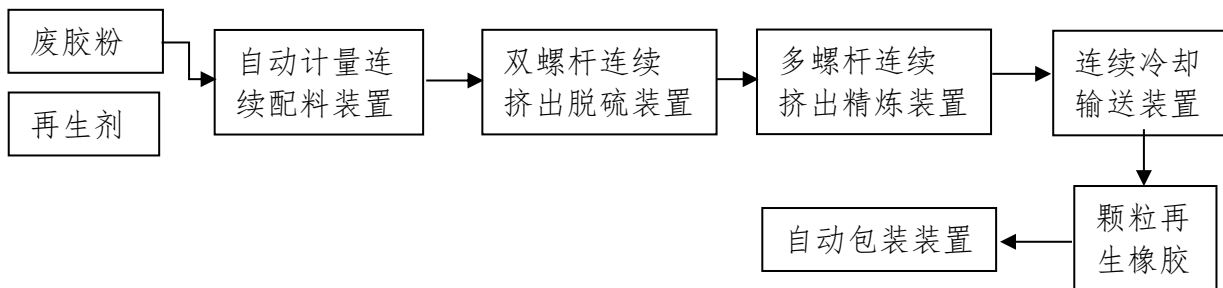 废胶粉
再生剂
自动计量连
续配料装置
双螺杆连续
挤出脱硫装置
多螺杆连续
挤出精炼装置
连续冷却
输送装置
颗粒再
生橡胶
自动包装装置